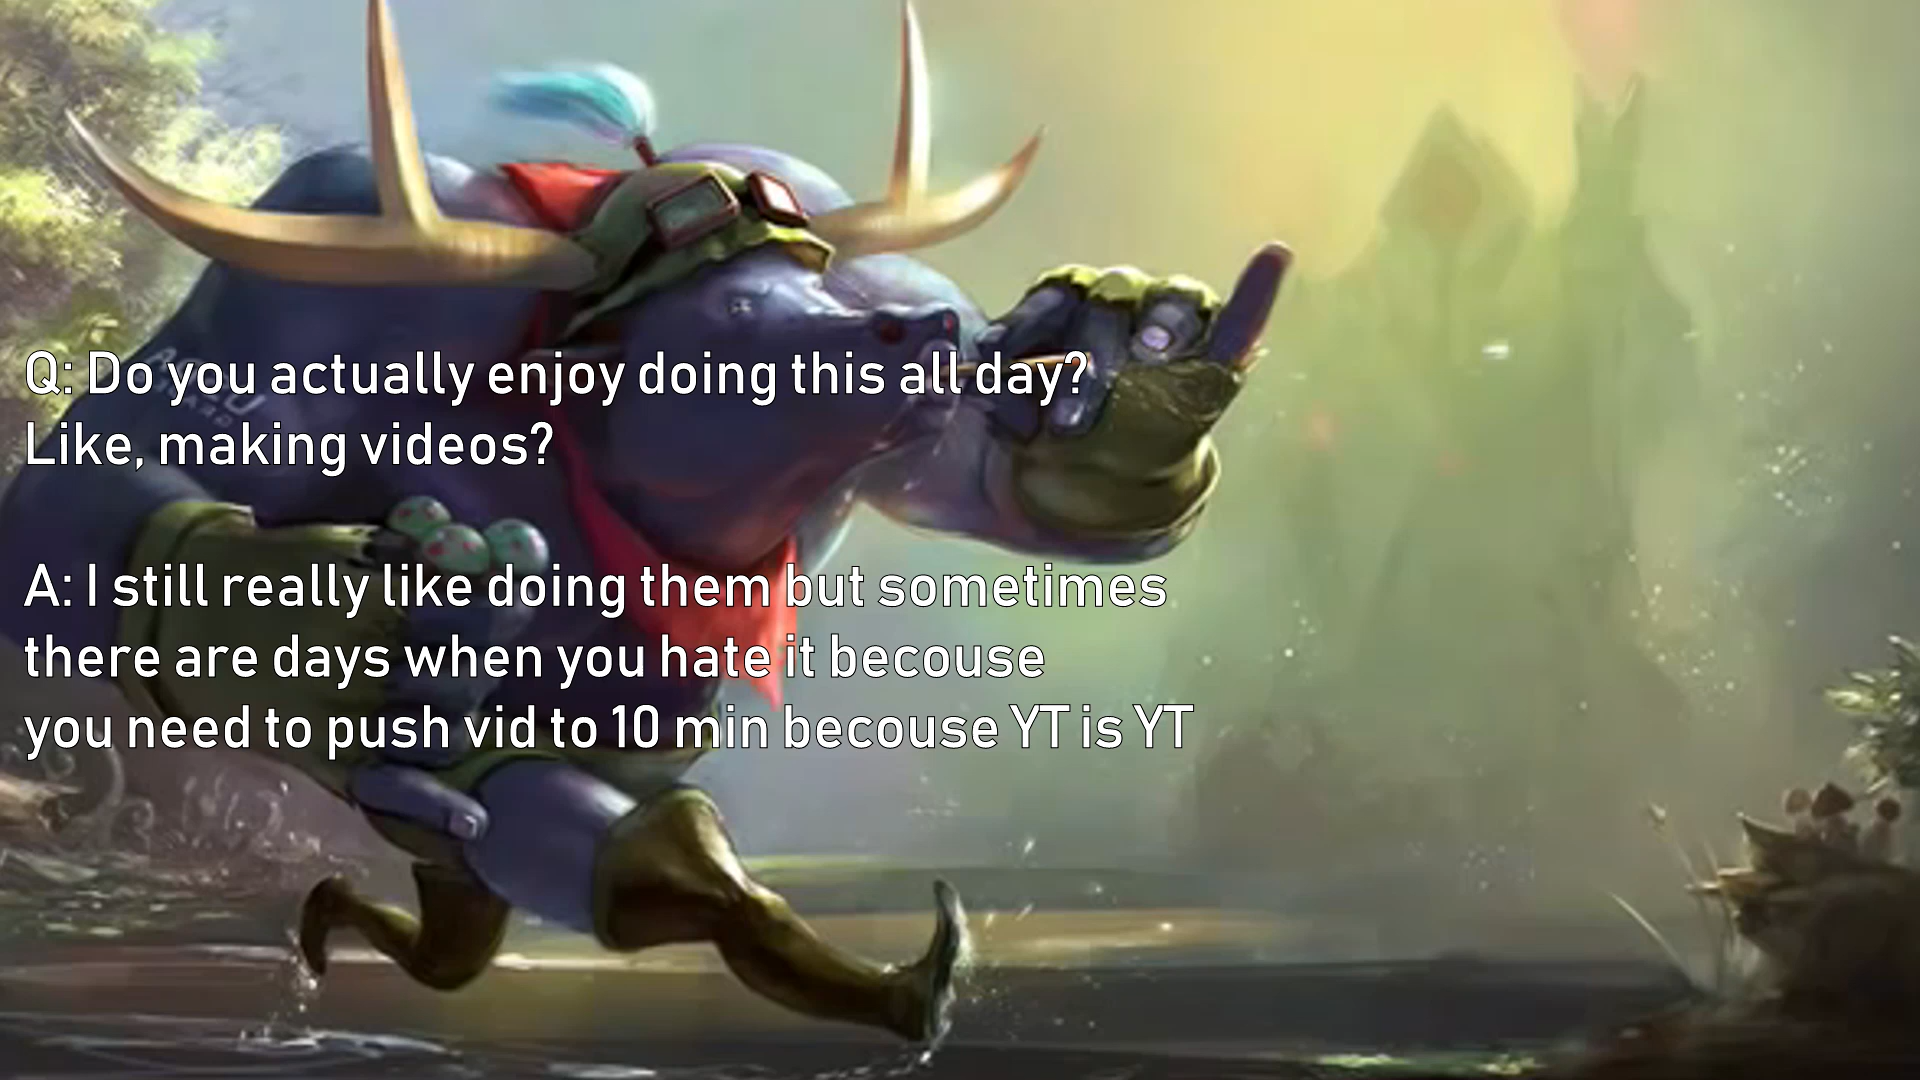 Q: Do you actually enjoy doing this all day?
Like, making videos?
A: I still really like doing them but sometimes
there are days when you hate it becouse
you need to push vid to 10 min becouse YT is YT